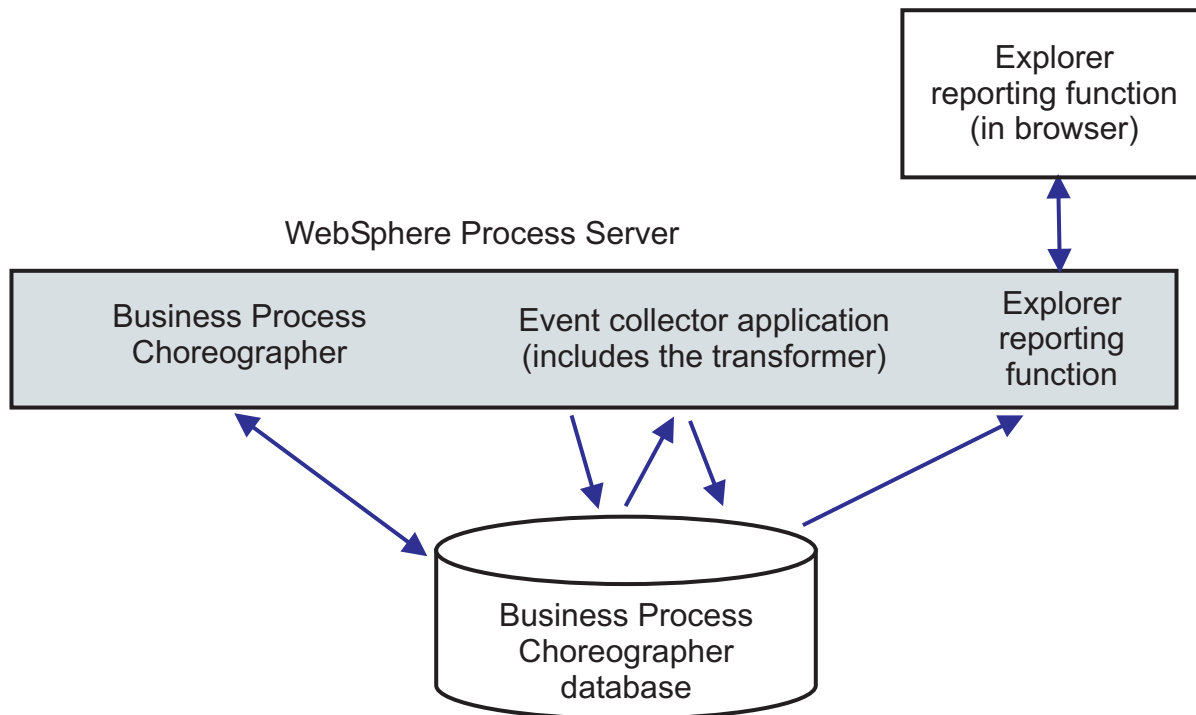 Explorer
reporting function
(in browser)
WebSphere Process Server
Business Process
Choreographer
Event collector application
(includes the transformer)
Explorer
reporting
function
Business Process
Choreographer
database